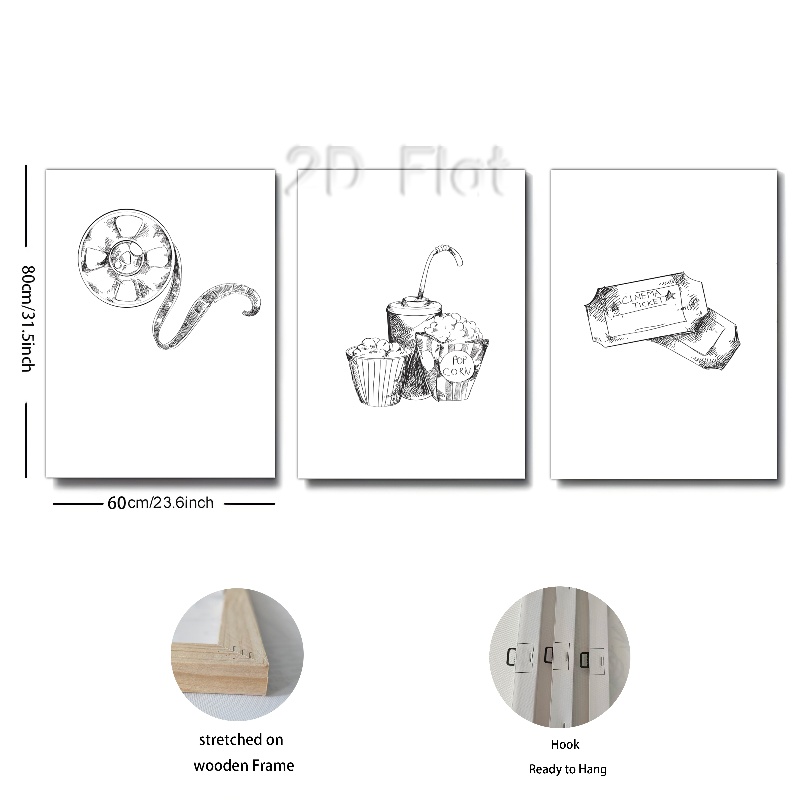 2D Flat
80cm/31.5inch
POP
CORN
CINEMA
TICKET
60cm/23.6inch
stretched on
wooden Frame
Hook
Ready to Hang